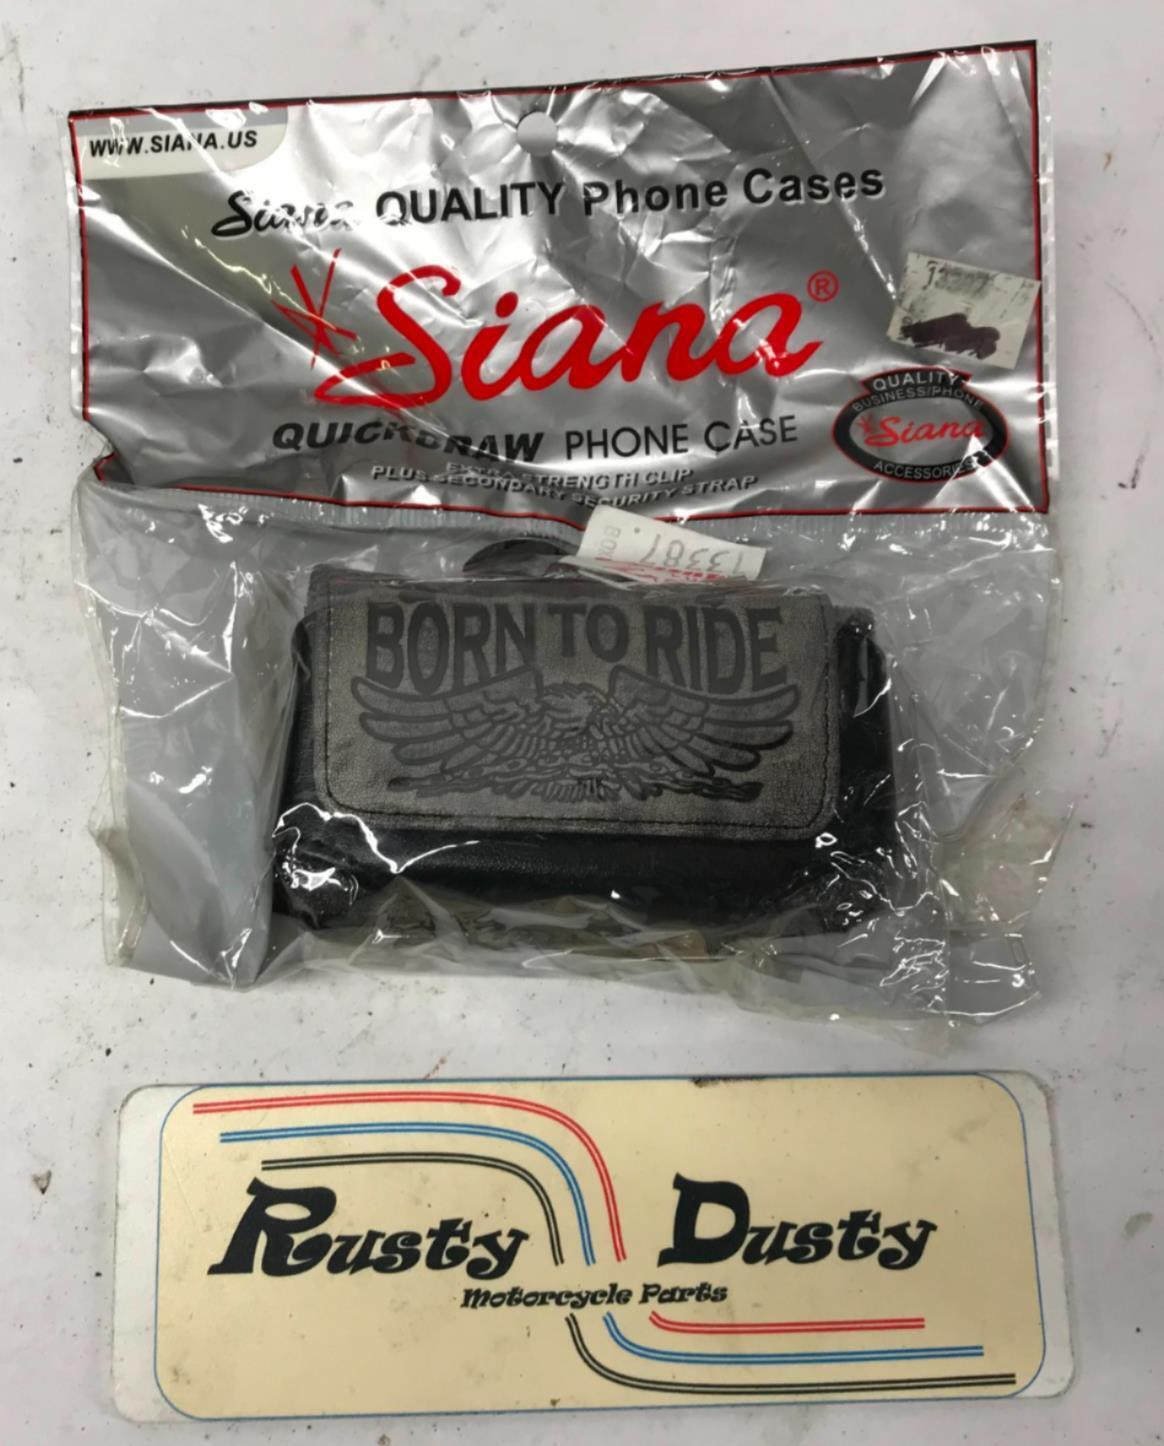 WWW.SIANA.US
Siana QUALITY Phone Cases
Siana®
QUICKDRAW PHONE CASE
EXTRA STRENGTH CLIP
PLUS SECONDARY SECURITY STRAP
QUALITY
BUSINESS/PHONE
Siana
ACCESSORIES
13387
BORN TO RIDE
Rusty Dusty
Motorcycle Parts